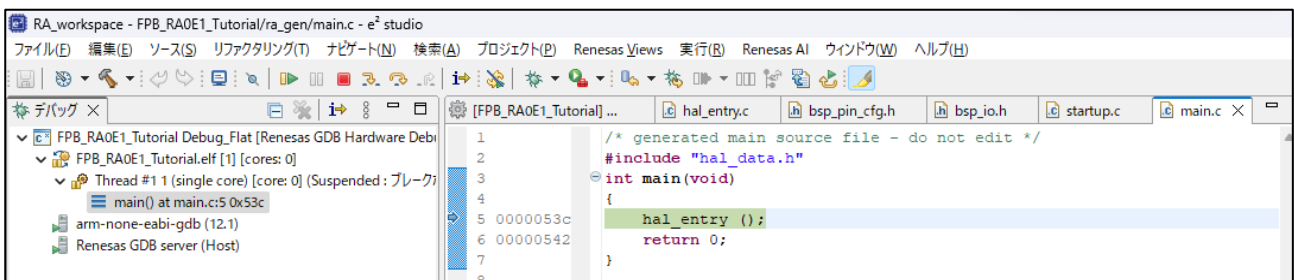 RA_workspace - FPB_RA0E1_Tutorial/ra_gen/main.c - e² studio
ファイル(F) 編集(E) ソース(S) リファクタリング(T) ナビゲート(N) 検索(A) プロジェクト(P) Renesas Views 実行(R) Renesas AI ウィンドウ(W) ヘルプ(H)
デバッグ
[FPB_RA0E1_Tutorial] ... hal_entry.c bsp_pin_cfg.h bsp_io.h startup.c main.c
FPB_RA0E1_Tutorial Debug_Flat [Renesas GDB Hardware Debu
FPB_RA0E1_Tutorial.elf [1] [cores: 0]
Thread #1 1 (single core) [core: 0] (Suspended : ブレークポ
main() at main.c:5 0x53c
arm-none-eabi-gdb (12.1)
Renesas GDB server (Host)
1 /* generated main source file - do not edit */
2 #include "hal_data.h"
3 int main(void)
4 {
5 0000053c hal_entry ();
6 00000542 return 0;
7 }
8